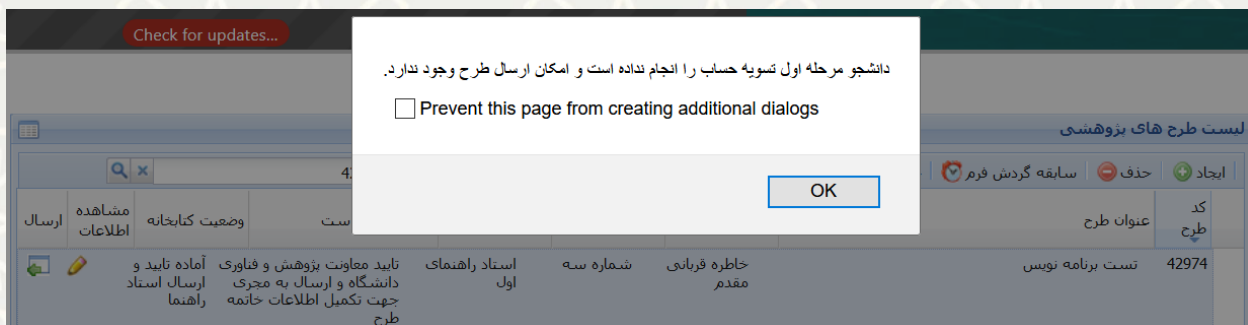 Check for updates...
دانشجو مرحله اول تسویه حساب را انجام نداده است و امکان ارسال طرح وجود ندارد.
Prevent this page from creating additional dialogs
OK
لیست طرح های پژوهشی
ایجاد حذف سابقه گردش فرم
کد طرح عنوان طرح وضعیت کتابخانه مشاهده اطلاعات ارسال
42974 تست برنامه نویس خاطره قربانی شماره سه استاد راهنمای تایید معاونت پژوهش و فناوری آماده تایید و
مقدم اول دانشگاه و ارسال به مجری ارسال استاد
جهت تکمیل اطلاعات خاتمه راهنما
طرح